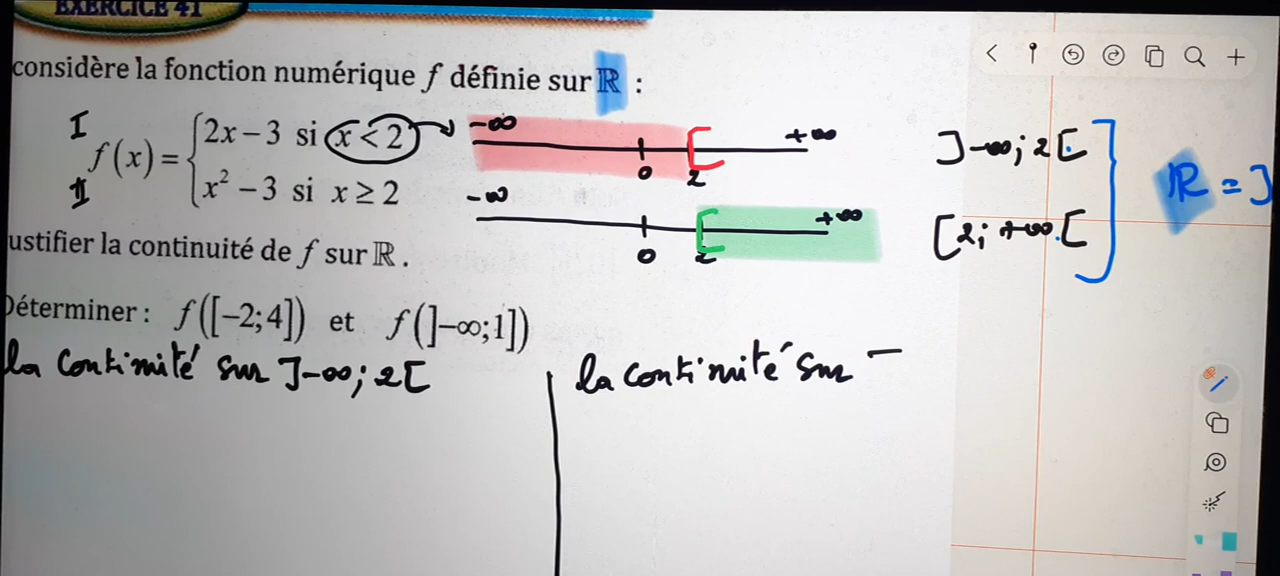 EXERCICE 41
considère la fonction numérique f définie sur ℝ :
I
f(x) = { 2x − 3 si x < 2
II
x² − 3 si x ≥ 2
-∞ 0 2 +∞
]-∞; 2[
-∞ 0 2 +∞
[2; +∞[
ℝ = ]
ustifier la continuité de f sur ℝ.
Déterminer : f([−2;4]) et f(]−∞;1])
la continuité sur ]-∞; 2[
la continuité sur